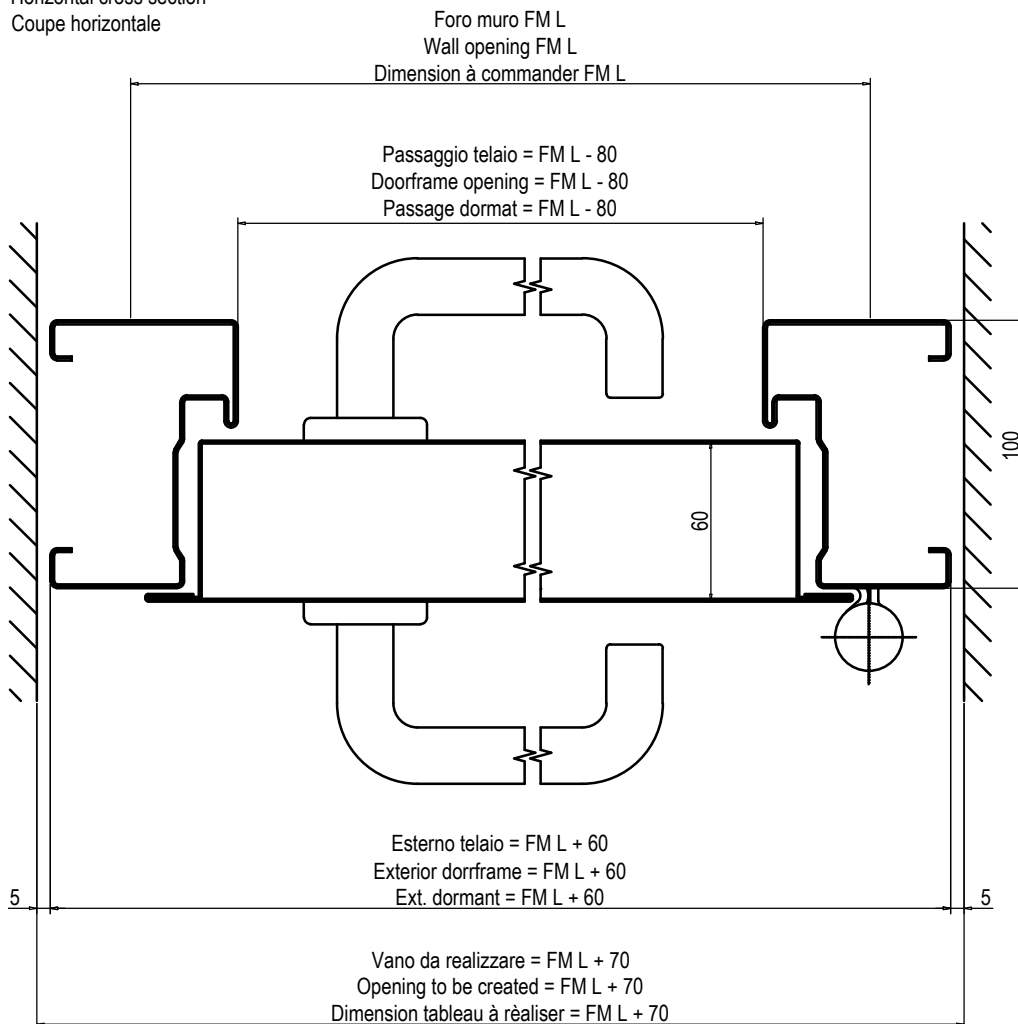 Horizontal cross section
Coupe horizontale
Foro muro FM L
Wall opening FM L
Dimension à commander FM L
Passaggio telaio = FM L - 80
Doorframe opening = FM L - 80
Passage dormat = FM L - 80
100
60
Esterno telaio = FM L + 60
Exterior dorrframe = FM L + 60
Ext. dormant = FM L + 60
5
5
Vano da realizzare = FM L + 70
Opening to be created = FM L + 70
Dimension tableau à rèaliser = FM L + 70